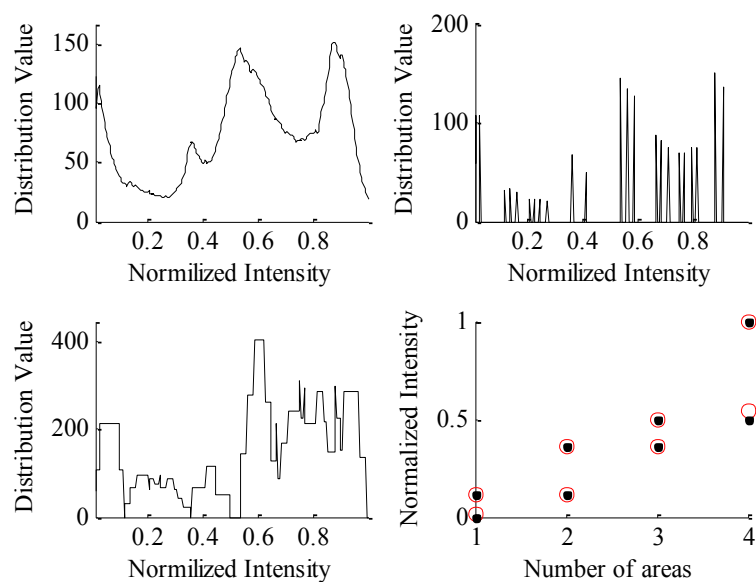 Distribution Value
150
100
50
0
0.2 0.4 0.6 0.8
Normilized Intensity
Distribution Value
200
100
0
0.2 0.4 0.6 0.8
Normilized Intensity
Distribution Value
400
200
0
0.2 0.4 0.6 0.8
Normilized Intensity
Normalized Intensity
1
0.5
0
1 2 3 4
Number of areas